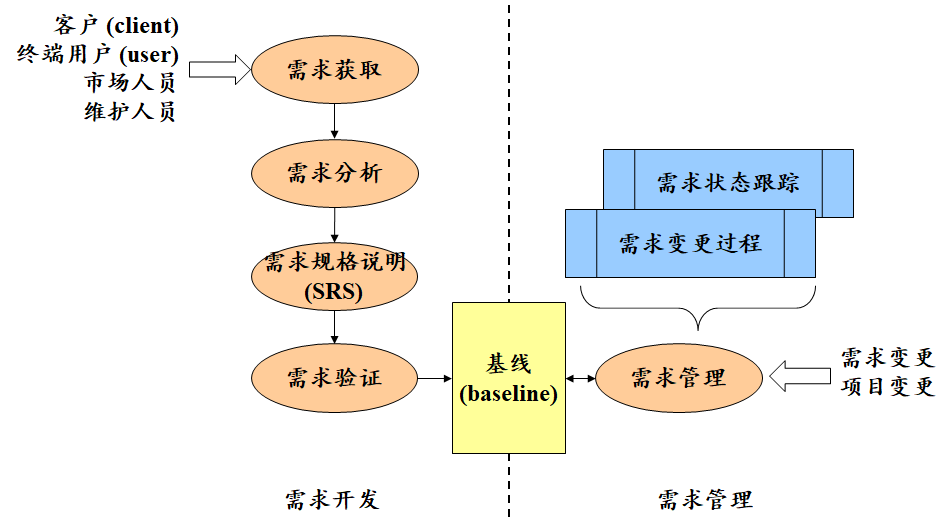 客户 (client)
终端用户 (user)
市场人员
维护人员
需求获取
需求分析
需求规格说明
(SRS)
需求验证
基线
(baseline)
需求状态跟踪
需求变更过程
需求管理
需求变更
项目变更
需求开发
需求管理